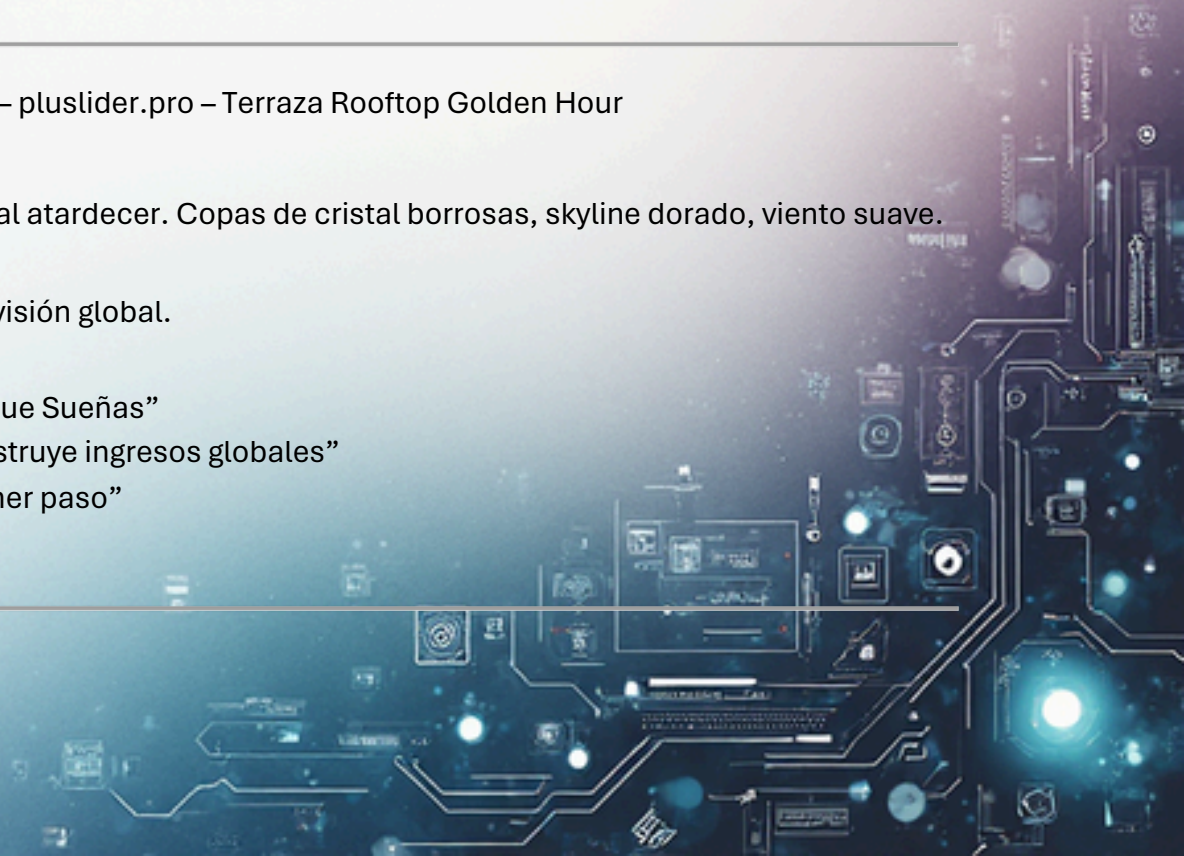 – pluslider.pro – Terraza Rooftop Golden Hour
al atardecer. Copas de cristal borrosas, skyline dorado, viento suave.
visión global.
ue Sueñas”
struye ingresos globales”
ner paso”